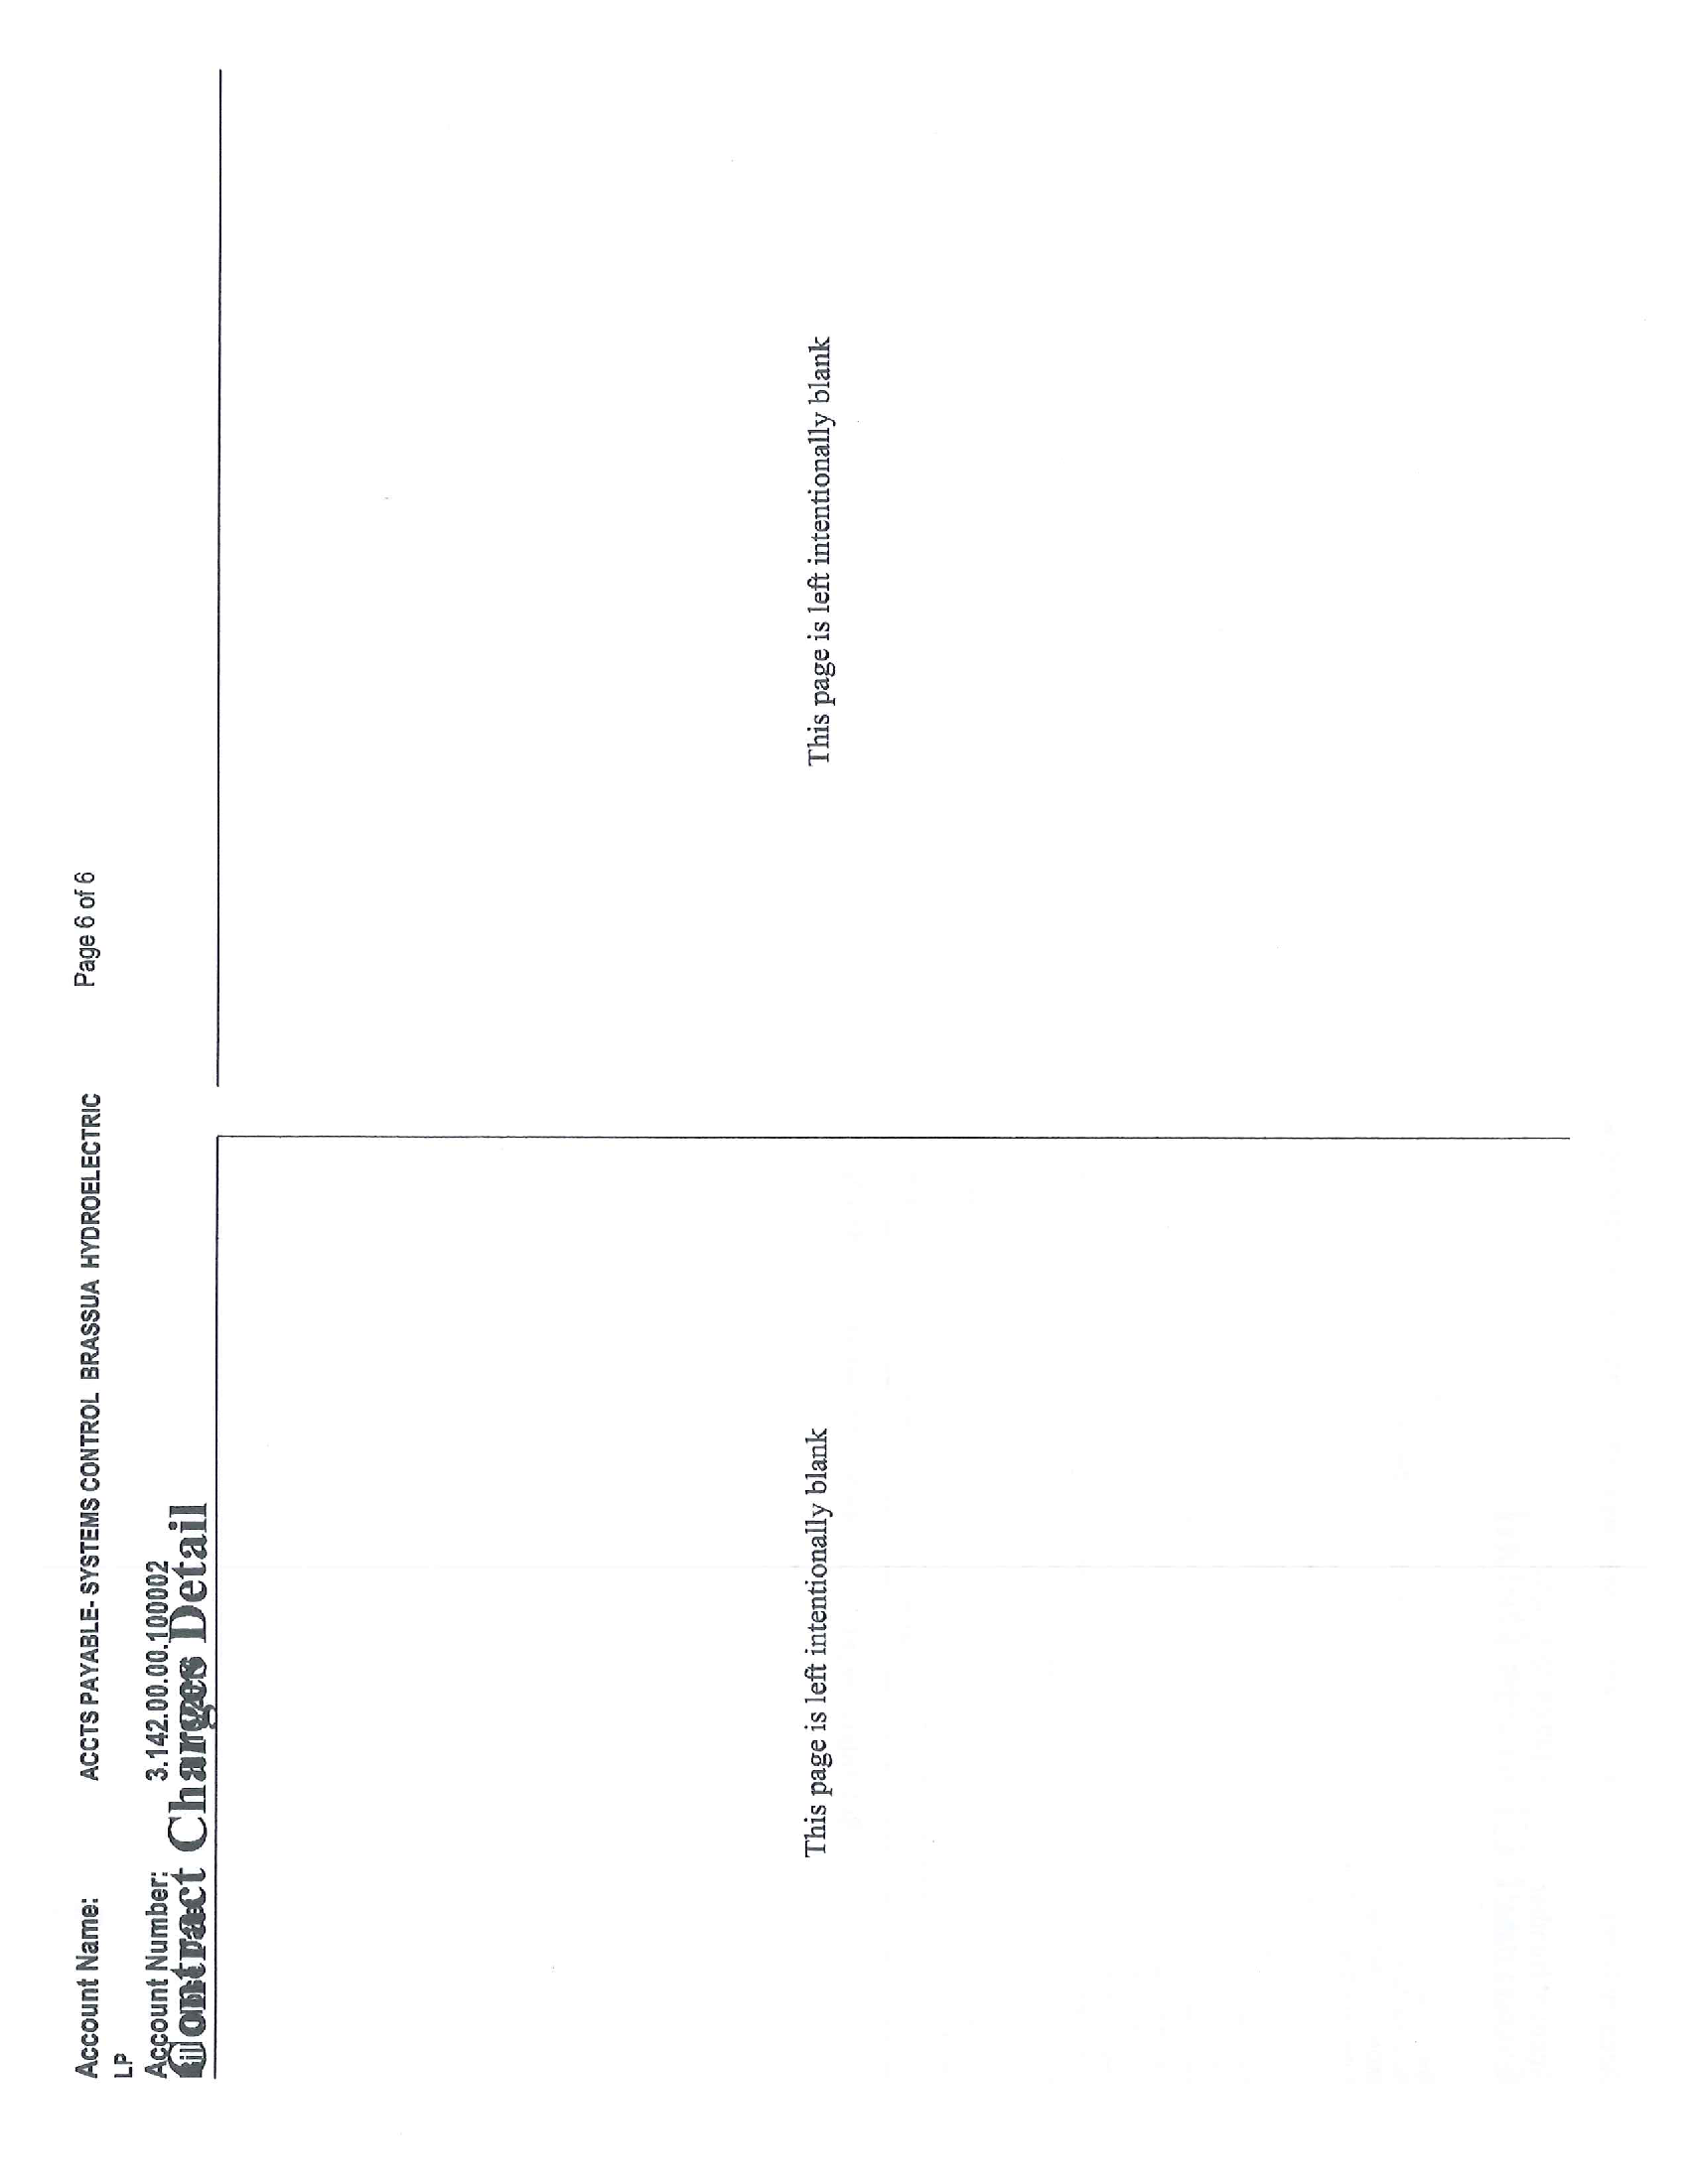 Account Name: ACCTS PAYABLE- SYSTEMS CONTROL BRASSUA HYDROELECTRIC Page 6 of 6
LP
Account Number: 3.142.00.00.100002
Contract Charges Detail
This page is left intentionally blank
This page is left intentionally blank